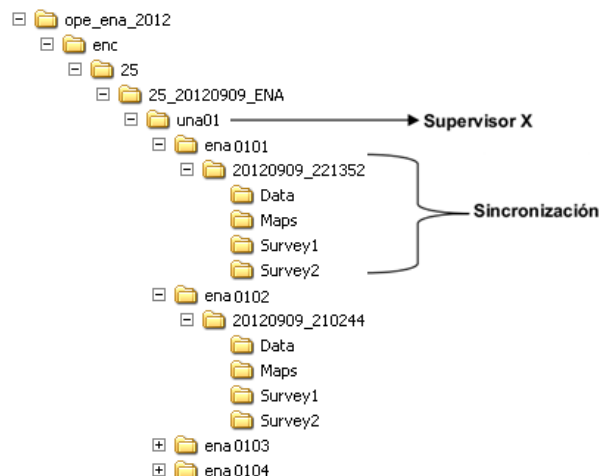 ope_ena_2012
enc
25
25_20120909_ENA
una01 Supervisor X
ena0101
20120909_221352
Data
Maps
Sincronización
Survey1
Survey2
ena0102
20120909_210244
Data
Maps
Survey1
Survey2
ena0103
ena0104